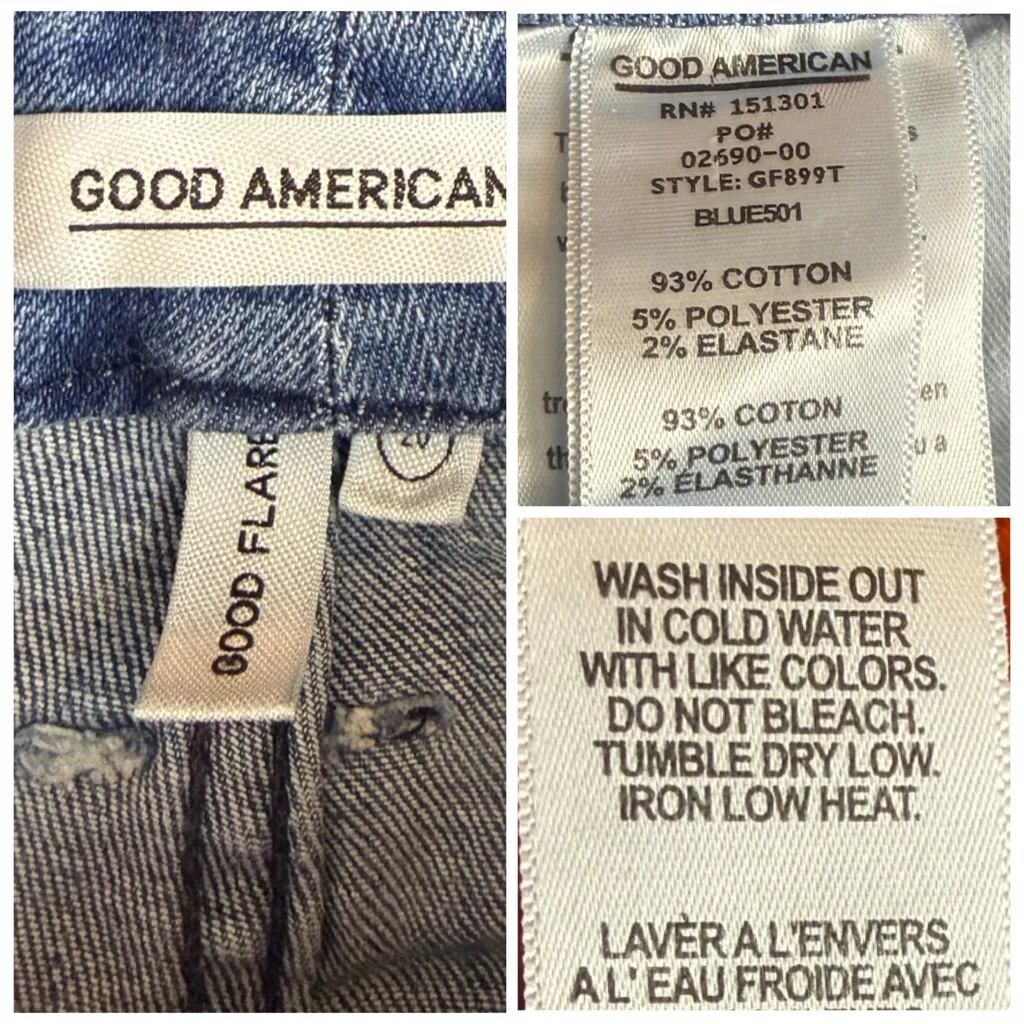 GOOD AMERICAN
GOOD FLARE
GOOD AMERICAN
RN# 151301
PO#
02690-00
STYLE: GF899T
BLUE501
93% COTTON
5% POLYESTER
2% ELASTANE
93% COTON
5% POLYESTER
2% ELASTHANNE
en
u a
WASH INSIDE OUT
IN COLD WATER
WITH LIKE COLORS.
DO NOT BLEACH.
TUMBLE DRY LOW.
IRON LOW HEAT.
LAVÈR A L'ENVERS
A L' EAU FROIDE AVEC